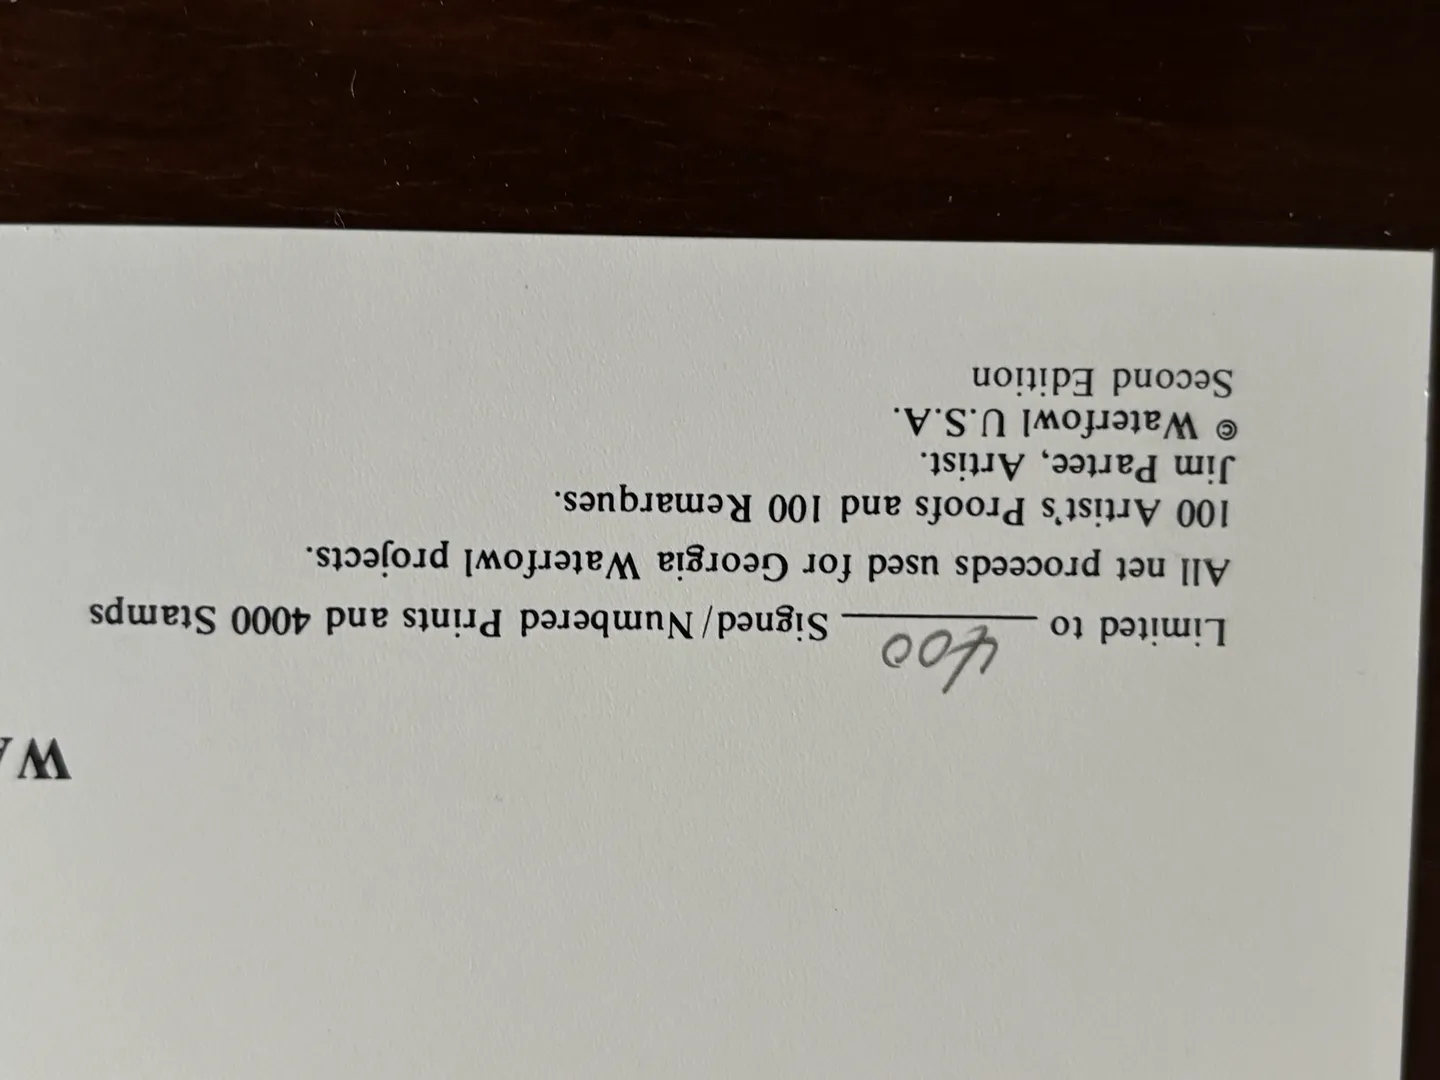 WA
Limited to 400 Signed/Numbered Prints and 4000 Stamps
All net proceeds used for Georgia Waterfowl projects.
100 Artist's Proofs and 100 Remarques.
Jim Partee, Artist.
© Waterfowl U.S.A.
Second Edition